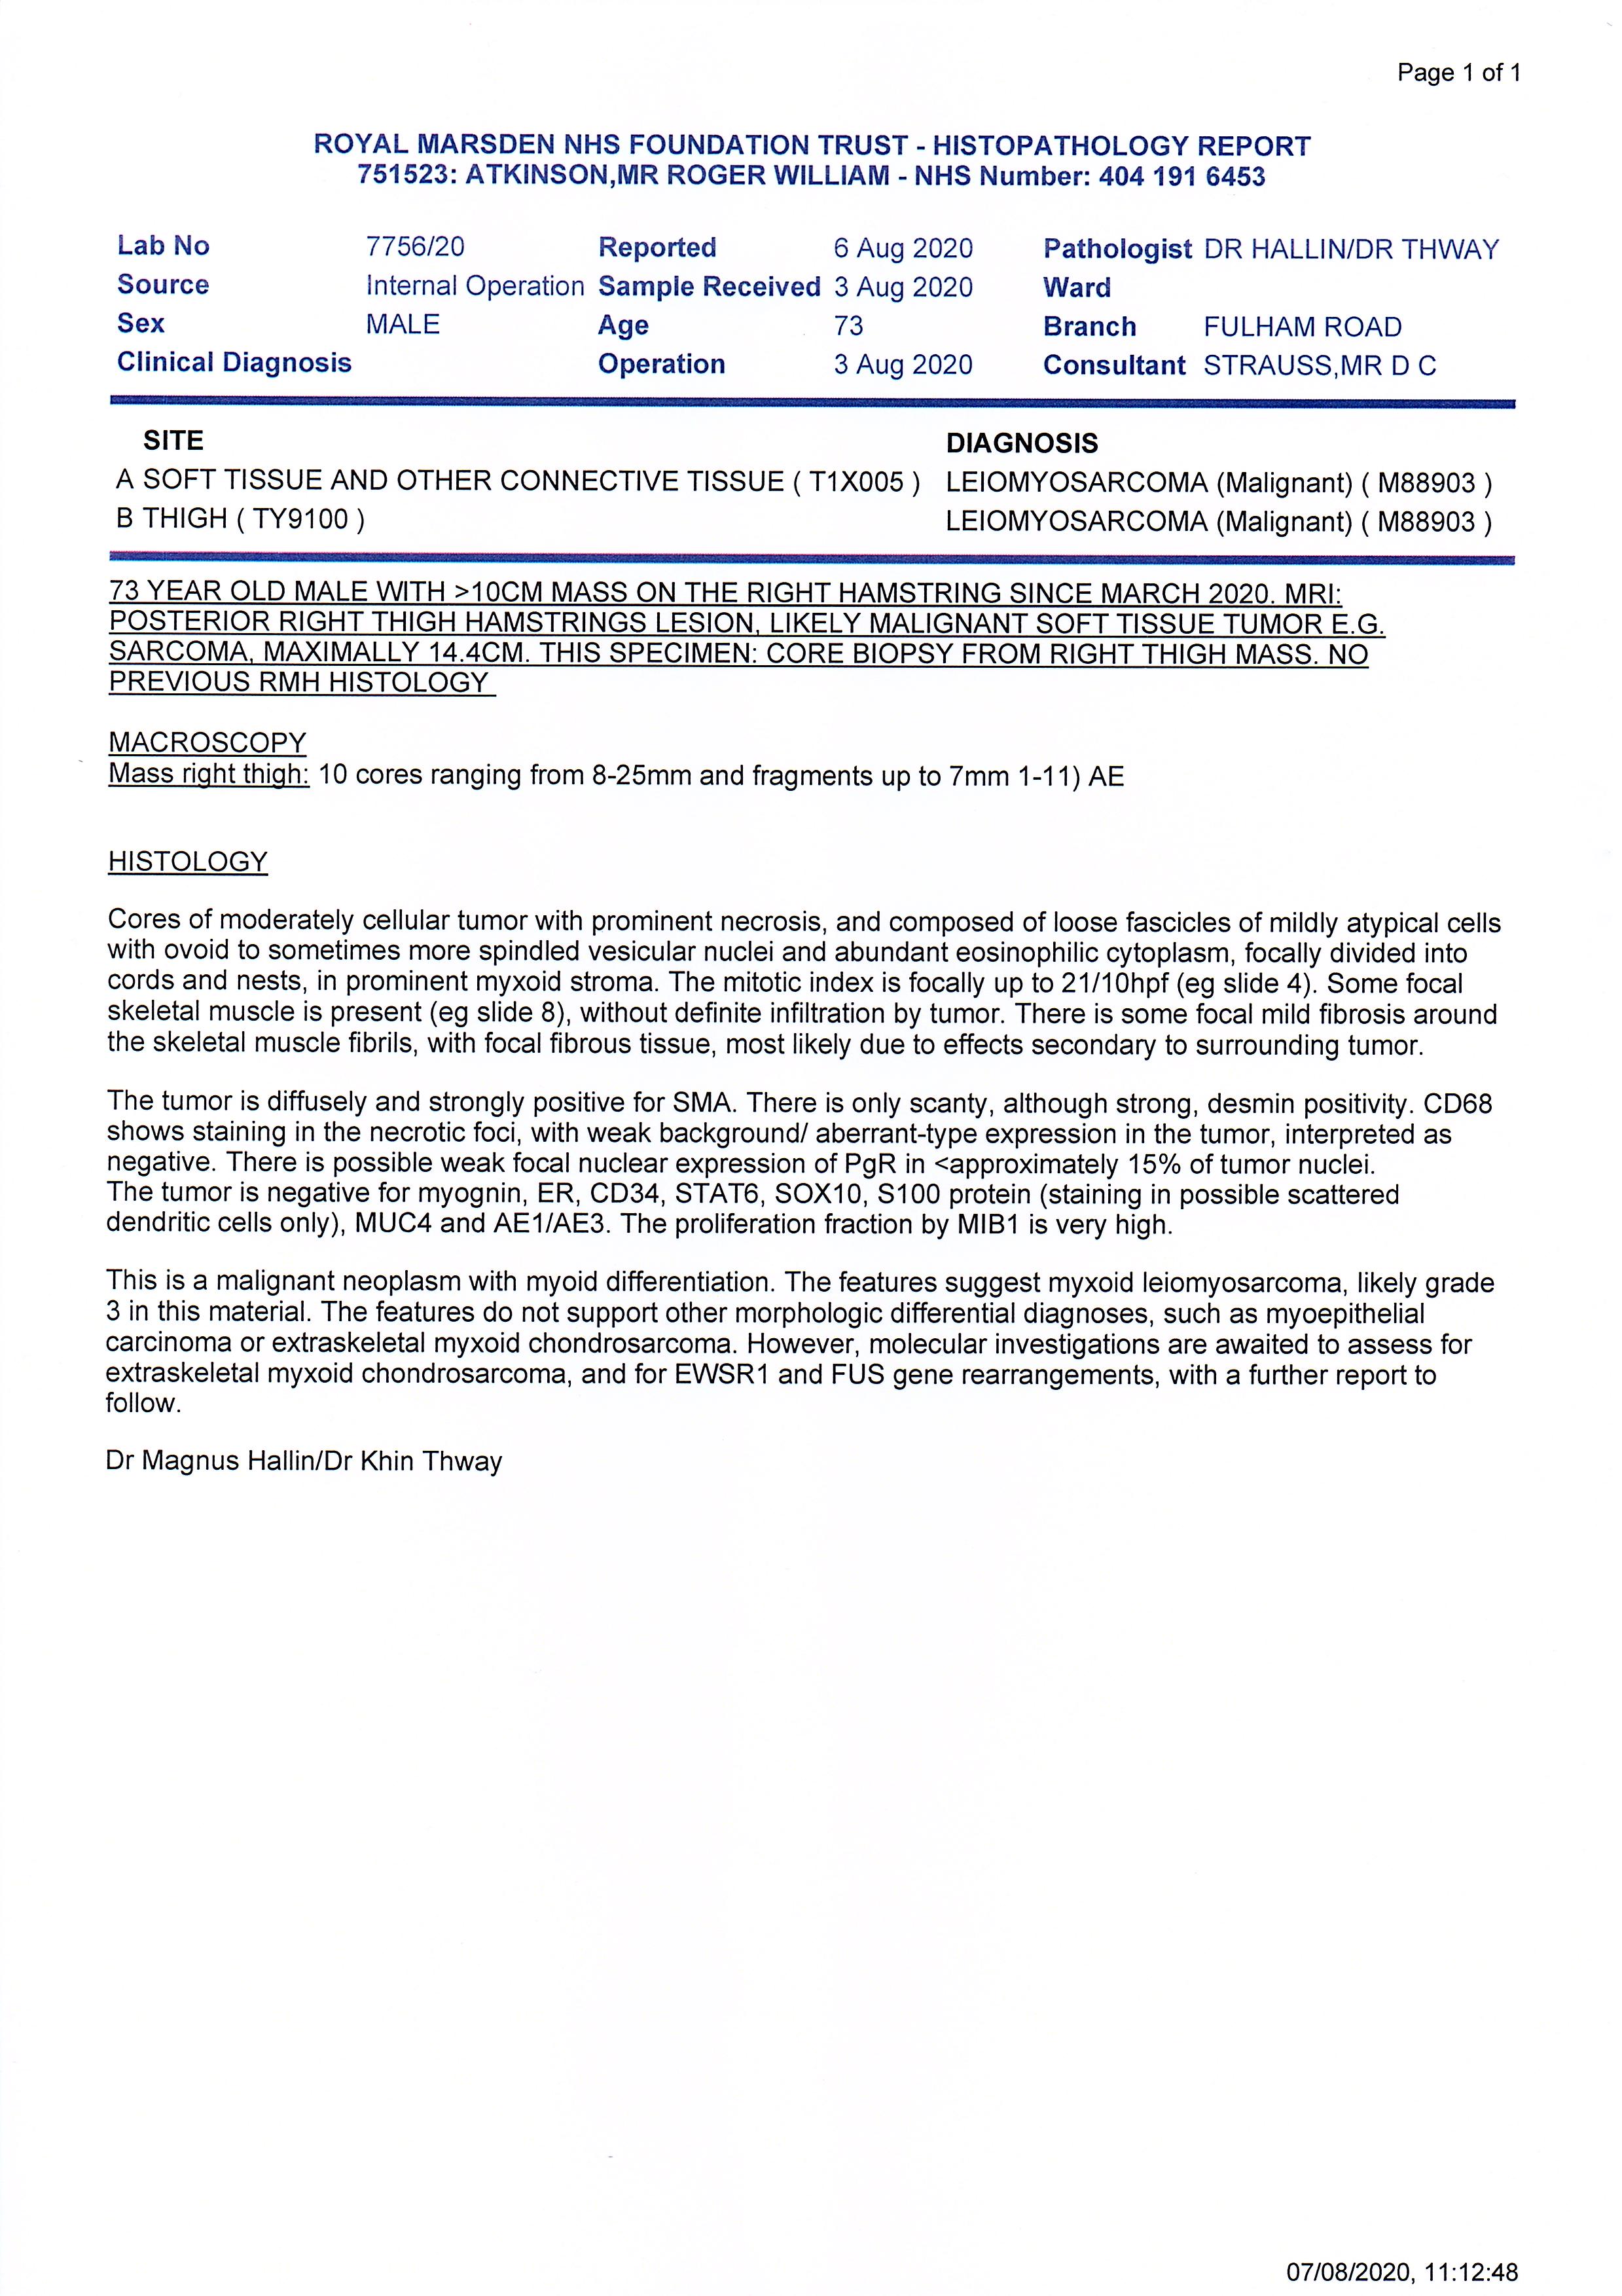 Page 1 of 1
ROYAL MARSDEN NHS FOUNDATION TRUST - HISTOPATHOLOGY REPORT
751523: ATKINSON,MR ROGER WILLIAM - NHS Number: 404 191 6453
Lab No 7756/20 Reported 6 Aug 2020 Pathologist DR HALLIN/DR THWAY
Source Internal Operation Sample Received 3 Aug 2020 Ward
Sex MALE Age 73 Branch FULHAM ROAD
Clinical Diagnosis Operation 3 Aug 2020 Consultant STRAUSS,MR D C
SITE DIAGNOSIS
A SOFT TISSUE AND OTHER CONNECTIVE TISSUE ( T1X005 ) LEIOMYOSARCOMA (Malignant) ( M88903 )
B THIGH ( TY9100 ) LEIOMYOSARCOMA (Malignant) ( M88903 )
73 YEAR OLD MALE WITH >10CM MASS ON THE RIGHT HAMSTRING SINCE MARCH 2020. MRI:
POSTERIOR RIGHT THIGH HAMSTRINGS LESION, LIKELY MALIGNANT SOFT TISSUE TUMOR E.G.
SARCOMA, MAXIMALLY 14.4CM. THIS SPECIMEN: CORE BIOPSY FROM RIGHT THIGH MASS. NO
PREVIOUS RMH HISTOLOGY
MACROSCOPY
Mass right thigh: 10 cores ranging from 8-25mm and fragments up to 7mm 1-11) AE
HISTOLOGY
Cores of moderately cellular tumor with prominent necrosis, and composed of loose fascicles of mildly atypical cells
with ovoid to sometimes more spindled vesicular nuclei and abundant eosinophilic cytoplasm, focally divided into
cords and nests, in prominent myxoid stroma. The mitotic index is focally up to 21/10hpf (eg slide 4). Some focal
skeletal muscle is present (eg slide 8), without definite infiltration by tumor. There is some focal mild fibrosis around
the skeletal muscle fibrils, with focal fibrous tissue, most likely due to effects secondary to surrounding tumor.
The tumor is diffusely and strongly positive for SMA. There is only scanty, although strong, desmin positivity. CD68
shows staining in the necrotic foci, with weak background/ aberrant-type expression in the tumor, interpreted as
negative. There is possible weak focal nuclear expression of PgR in <approximately 15% of tumor nuclei.
The tumor is negative for myognin, ER, CD34, STAT6, SOX10, S100 protein (staining in possible scattered
dendritic cells only), MUC4 and AE1/AE3. The proliferation fraction by MIB1 is very high.
This is a malignant neoplasm with myoid differentiation. The features suggest myxoid leiomyosarcoma, likely grade
3 in this material. The features do not support other morphologic differential diagnoses, such as myoepithelial
carcinoma or extraskeletal myxoid chondrosarcoma. However, molecular investigations are awaited to assess for
extraskeletal myxoid chondrosarcoma, and for EWSR1 and FUS gene rearrangements, with a further report to
follow.
Dr Magnus Hallin/Dr Khin Thway
07/08/2020, 11:12:48